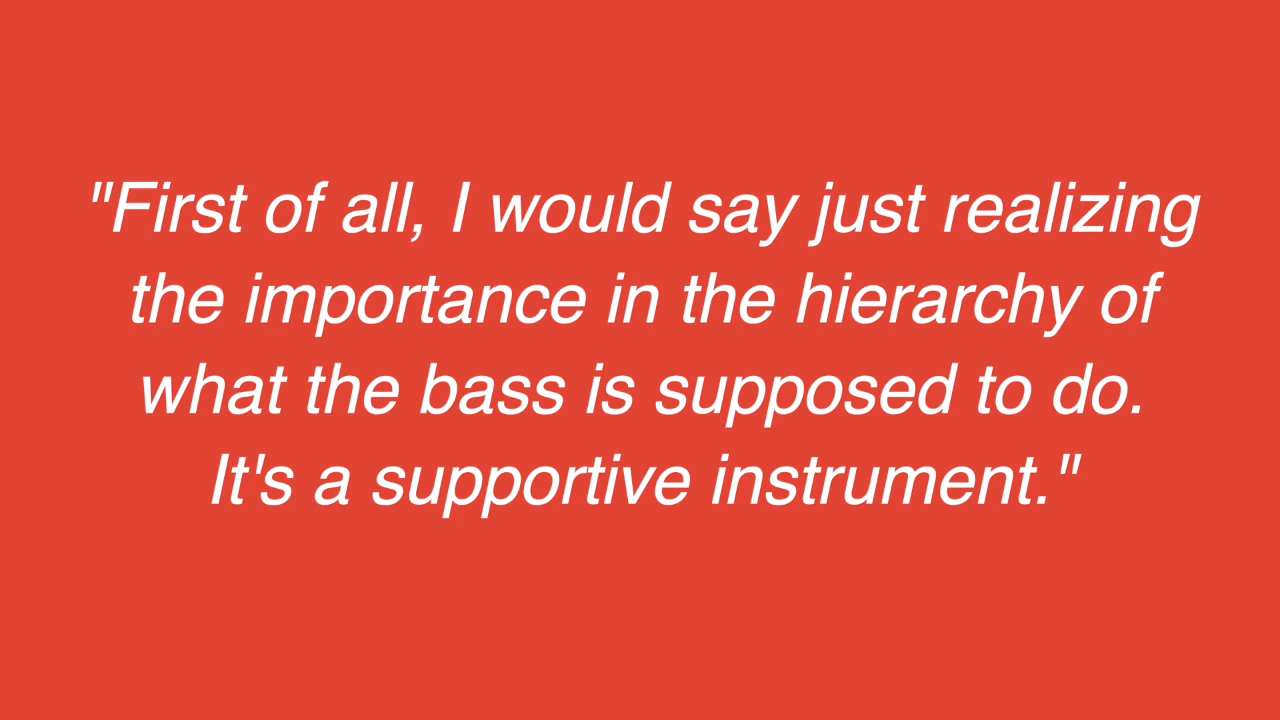 "First of all, I would say just realizing
the importance in the hierarchy of
what the bass is supposed to do.
It's a supportive instrument."